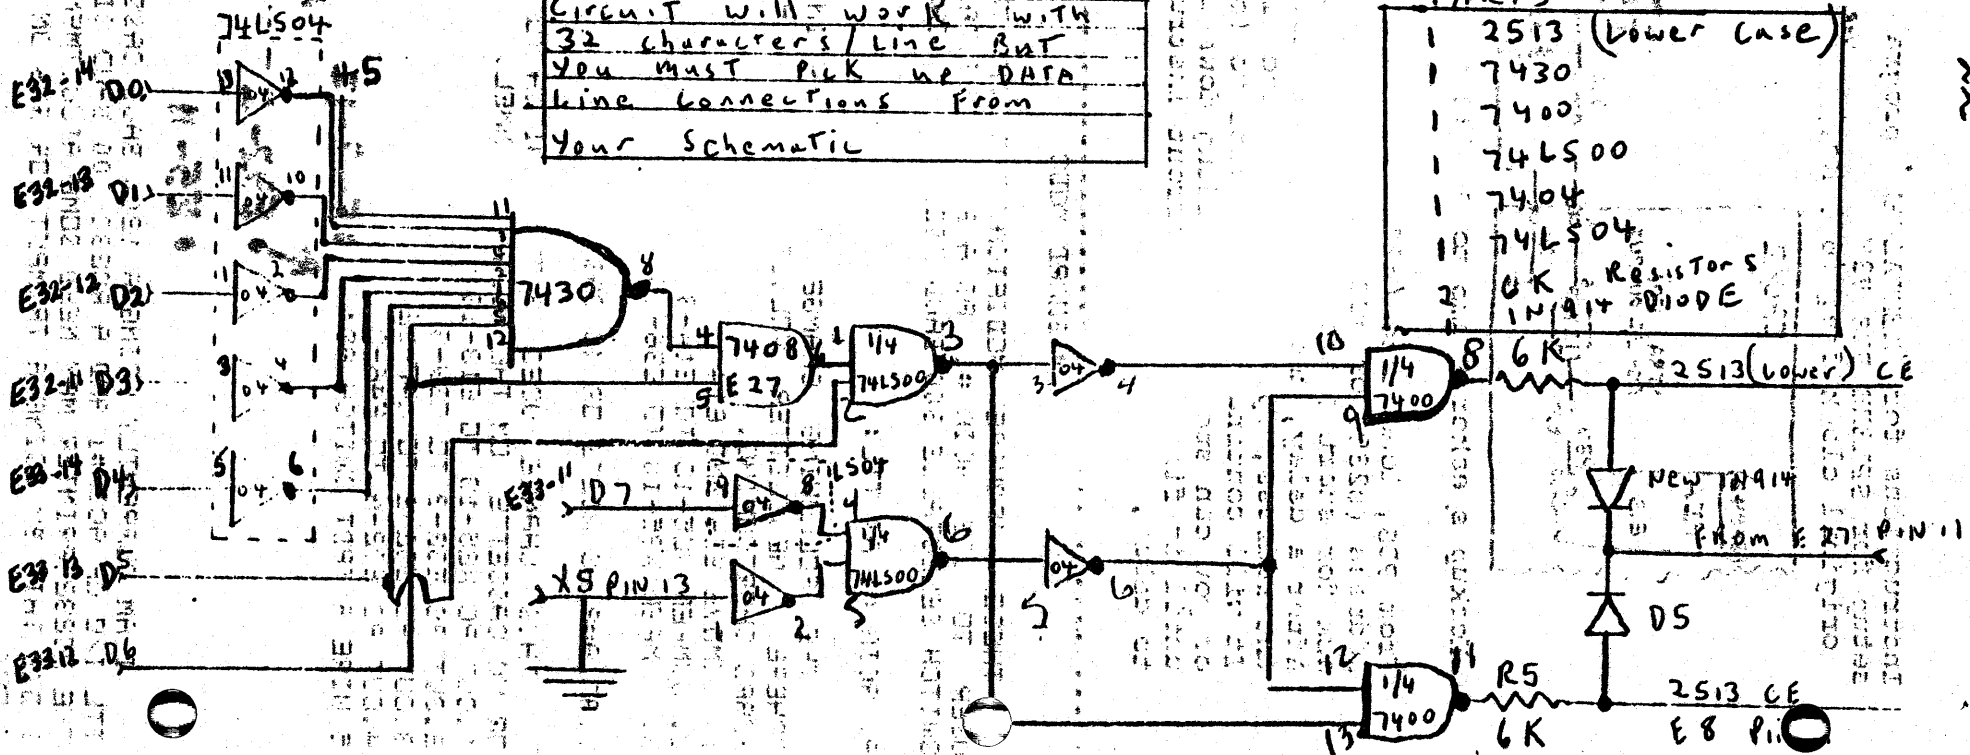 74LS04
CIRCUIT WILL WORK WITH
32 characters/Line BUT
You MUST PICK UP DATA
Line Connections From
Your Schematic
1 2513 (Lower Case)
1 7430
1 7400
1 74LS00
1 7404
1 74LS04
2 6K Resistors
1 1N914 DIODE
E32-14 D0 13 04 12
+5
E32-13 D1 11 04 10
E32-12 D2 1 04 2
E32-11 D3 3 04 4
E33-14 D4 5 04 6
E33-13 D5
E33 12 D6
11
7430 8
12
4 7408 6
5 E27
1 1/4 3
2 74LS00
3 04 4
10 1/4 8
9 7400
6K
2513 (Lower) CE
E33-11 D7 9 04 8
LS04
4 1/4 6
5 74LS00
X5 PIN 13 1 04 2
5 04 6
NEW 1N914
FROM E27 PIN 11
D5
12 1/4 11
13 7400
R5
6K
2513 CE
E8